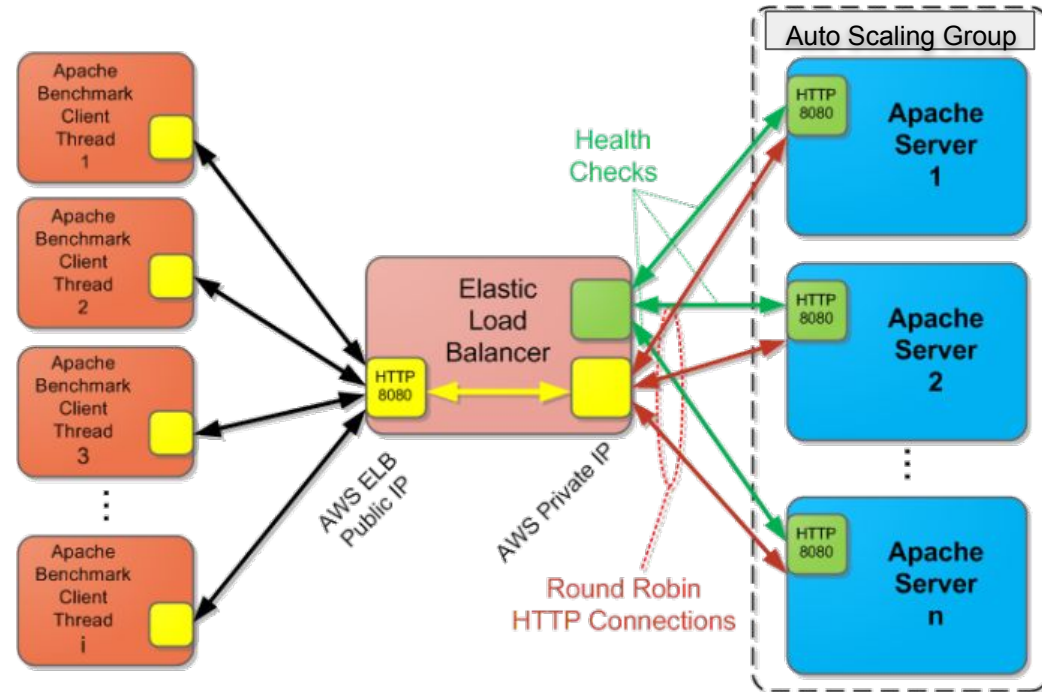 Auto Scaling Group
Apache
Benchmark
Client
Thread
1
Apache
Benchmark
Client
Thread
2
Apache
Benchmark
Client
Thread
3
Apache
Benchmark
Client
Thread
i
Elastic
Load
Balancer
HTTP
8080
AWS ELB
Public IP
AWS Private IP
Health
Checks
Round Robin
HTTP Connections
HTTP
8080
Apache
Server
1
HTTP
8080
Apache
Server
2
HTTP
8080
Apache
Server
n